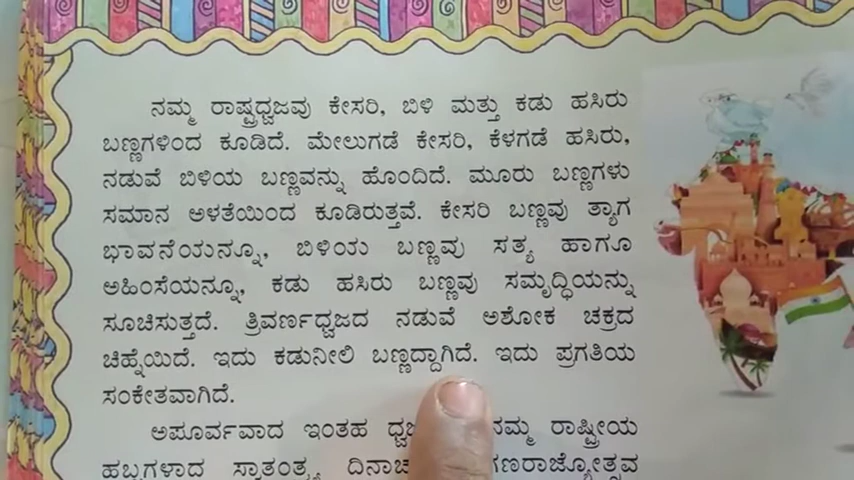 ನಮ್ಮ ರಾಷ್ಟ್ರಧ್ವಜವು ಕೇಸರಿ, ಬಿಳಿ ಮತ್ತು ಕಡು ಹಸಿರು
ಬಣ್ಣಗಳಿಂದ ಕೂಡಿದೆ. ಮೇಲುಗಡೆ ಕೇಸರಿ, ಕೆಳಗಡೆ ಹಸಿರು,
ನಡುವೆ ಬಿಳಿಯ ಬಣ್ಣವನ್ನು ಹೊಂದಿದೆ. ಮೂರು ಬಣ್ಣಗಳು
ಸಮಾನ ಅಳತೆಯಿಂದ ಕೂಡಿರುತ್ತವೆ. ಕೇಸರಿ ಬಣ್ಣವು ತ್ಯಾಗ
ಭಾವನೆಯನ್ನೂ, ಬಿಳಿಯ ಬಣ್ಣವು ಸತ್ಯ ಹಾಗೂ
ಅಹಿಂಸೆಯನ್ನೂ, ಕಡು ಹಸಿರು ಬಣ್ಣವು ಸಮೃದ್ಧಿಯನ್ನು
ಸೂಚಿಸುತ್ತದೆ. ತ್ರಿವರ್ಣಧ್ವಜದ ನಡುವೆ ಅಶೋಕ ಚಕ್ರದ
ಚಿಹ್ನೆಯಿದೆ. ಇದು ಕಡುನೀಲಿ ಬಣ್ಣದ್ದಾಗಿದೆ. ಇದು ಪ್ರಗತಿಯ
ಸಂಕೇತವಾಗಿದೆ.
ಅಪೂರ್ವವಾದ ಇಂತಹ ನಮ್ಮ ರಾಷ್ಟ್ರೀಯ
ಹಬ್ಬಗಳಾದ ಸ್ವಾತಂತ್ರ್ಯ